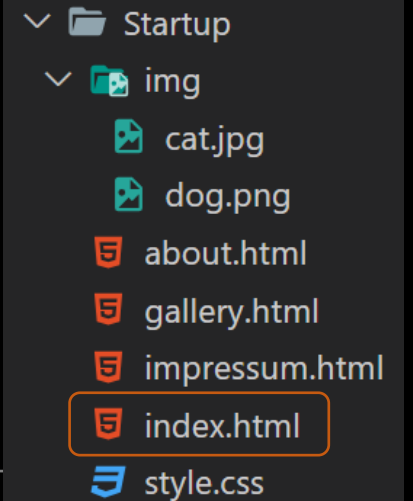 Startup
img
cat.jpg
dog.png
about.html
gallery.html
impressum.html
index.html
style.css